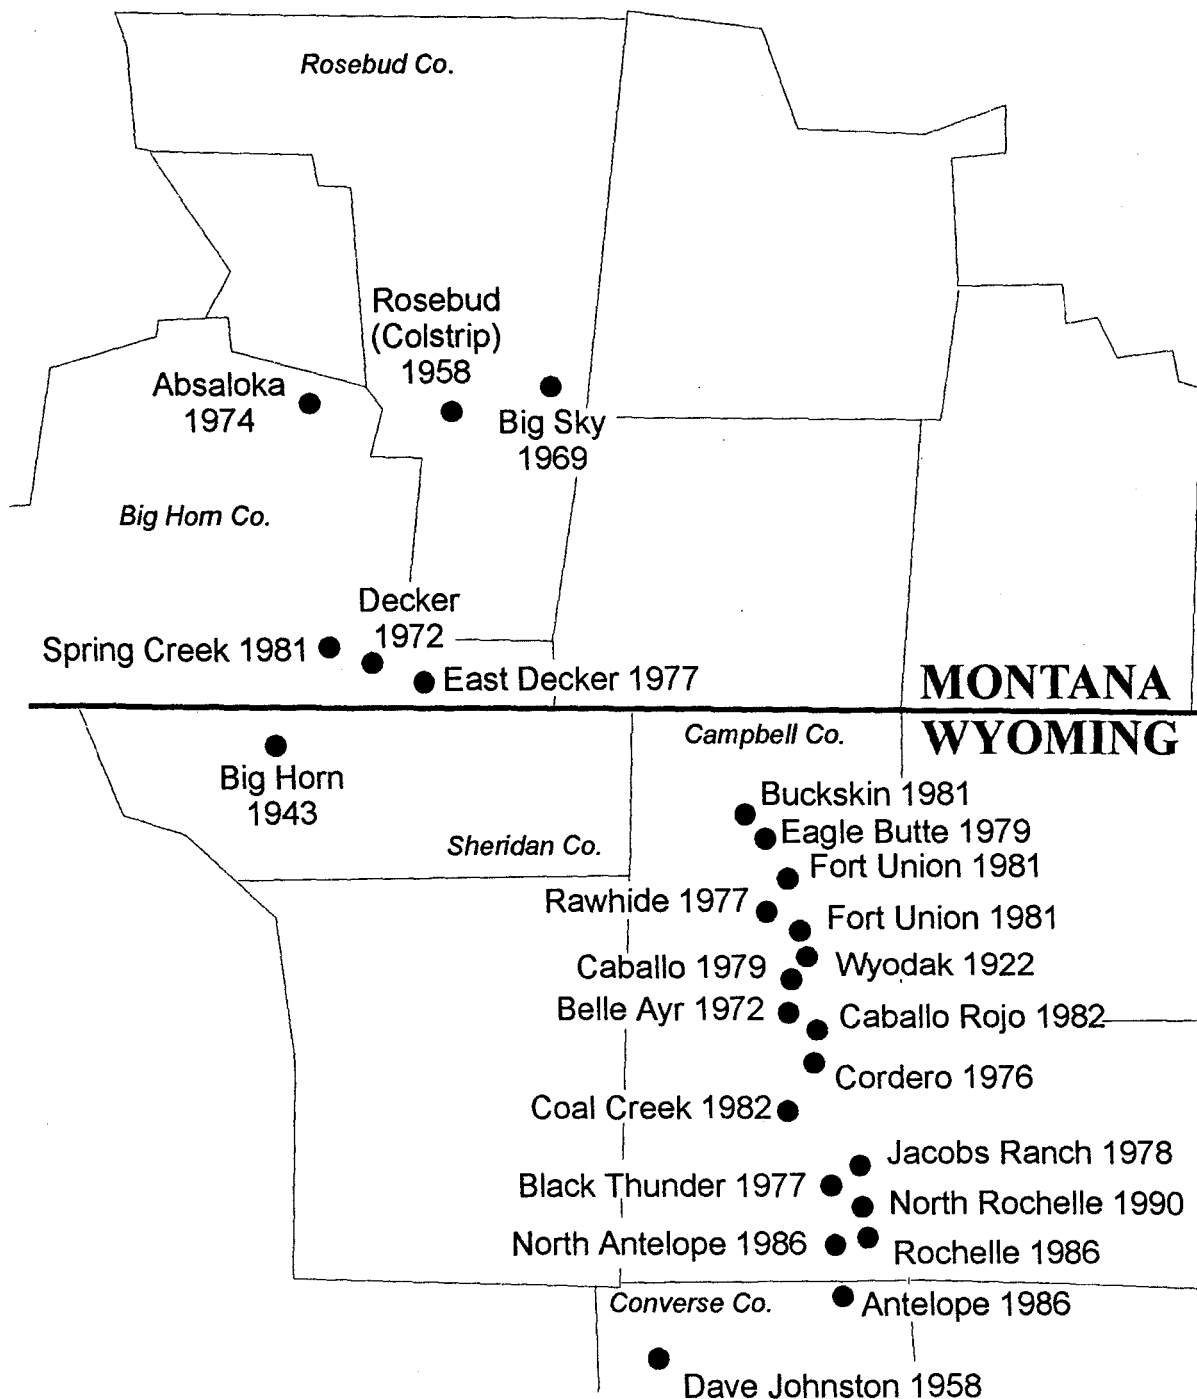 Rosebud Co.
Rosebud
(Colstrip)
1958
Absaloka
1974
Big Sky
1969
Big Horn Co.
Decker
1972
Spring Creek 1981
East Decker 1977
MONTANA
WYOMING
Campbell Co.
Big Horn
1943
Buckskin 1981
Eagle Butte 1979
Sheridan Co.
Fort Union 1981
Rawhide 1977
Fort Union 1981
Wyodak 1922
Caballo 1979
Belle Ayr 1972
Caballo Rojo 1982
Cordero 1976
Coal Creek 1982
Jacobs Ranch 1978
Black Thunder 1977
North Rochelle 1990
North Antelope 1986
Rochelle 1986
Converse Co.
Antelope 1986
Dave Johnston 1958